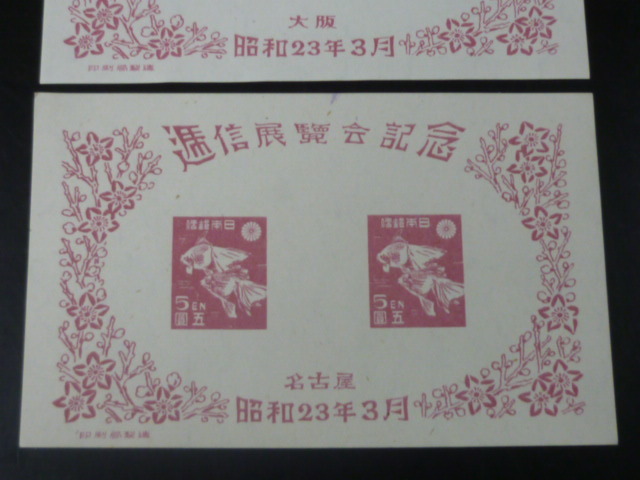 大阪
昭和23年3月
印刷局製造
逓信展覧会記念
便郵本日
便郵本日
5EN
圓五
5EN
圓五
名古屋
昭和23年3月
印刷局製造